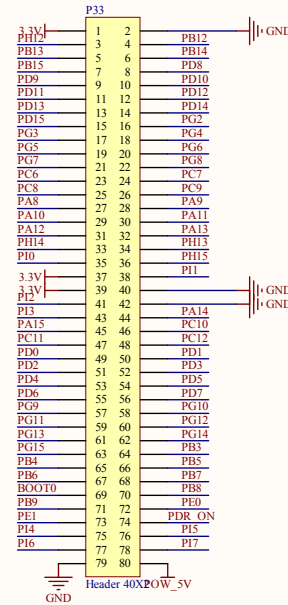 P33
3.3V 1 2 GND
PH12 3 4 PB12
PB13 5 6 PB14
PB15 7 8 PD8
PD9 9 10 PD10
PD11 11 12 PD12
PD13 13 14 PD14
PD15 15 16 PG2
PG3 17 18 PG4
PG5 19 20 PG6
PG7 21 22 PG8
PC6 23 24 PC7
PC8 25 26 PC9
PA8 27 28 PA9
PA10 29 30 PA11
PA12 31 32 PA13
PH14 33 34 PH13
PI0 35 36 PH15
3.3V 37 38 PI1
3.3V 39 40 GND
PI2 41 42 GND
PI3 43 44 PA14
PA15 45 46 PC10
PC11 47 48 PC12
PD0 49 50 PD1
PD2 51 52 PD3
PD4 53 54 PD5
PD6 55 56 PD7
PG9 57 58 PG10
PG11 59 60 PG12
PG13 61 62 PG14
PG15 63 64 PB3
PB4 65 66 PB5
PB6 67 68 PB7
BOOT0 69 70 PB8
PB9 71 72 PE0
PE1 73 74 PDR_ON
PI4 75 76 PI5
PI6 77 78 PI7
79 80
Header 40X2 POW_5V
GND